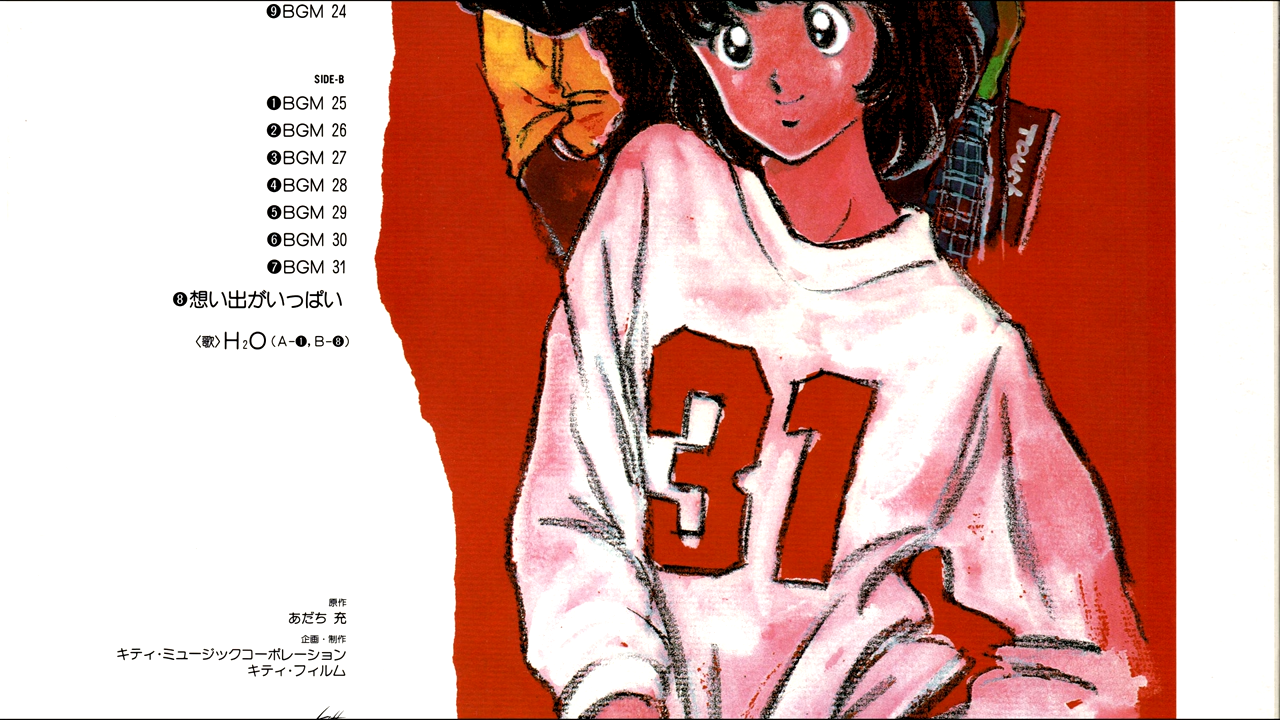 ❾BGM 24
SIDE-B
❶BGM 25
❷BGM 26
❸BGM 27
❹BGM 28
❺BGM 29
❻BGM 30
❼BGM 31
❽想い出がいっぱい
〈歌〉H₂O(A-❶,B-❽)
原作
あだち 充
企画・制作
キティ・ミュージックコーポレーション
キティ・フィルム
TOUCH
31